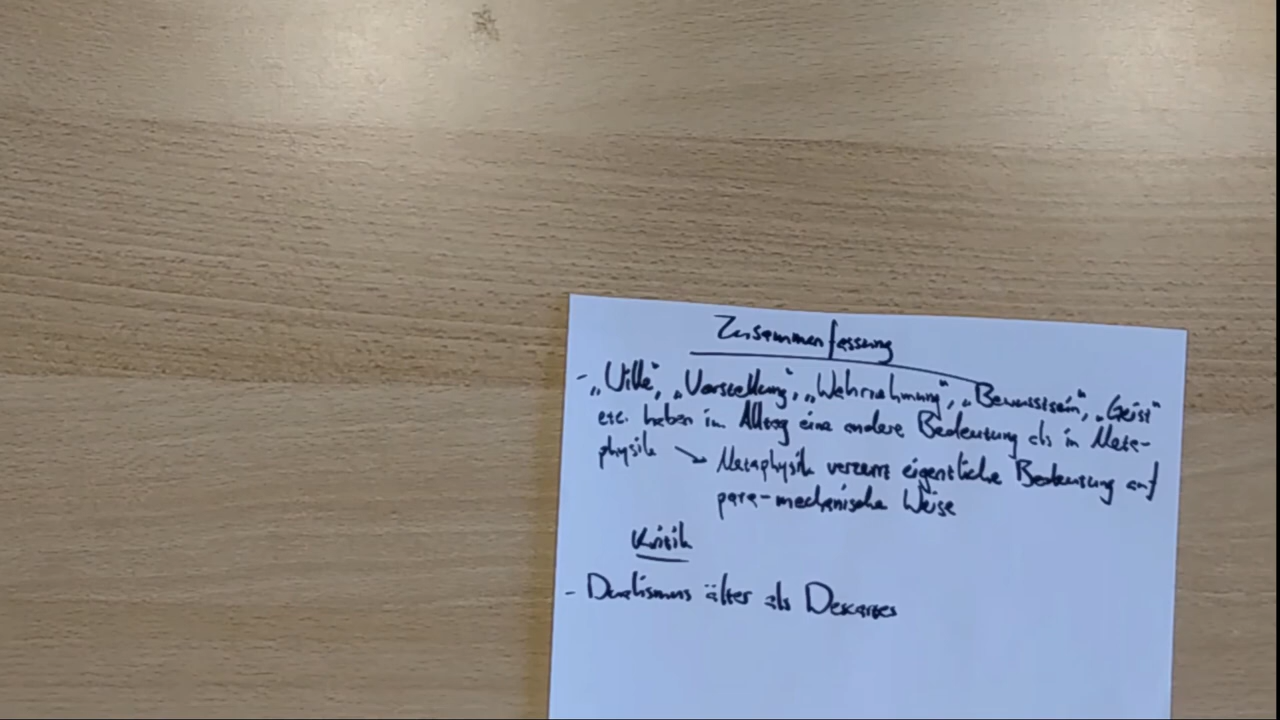 Zusammenfassung
- „Wille", „Vorstellung", „Wahrnehmung", „Bewusstsein", „Geist"
etc. haben im Alltag eine andere Bedeutung als in Meta-
physik ↘ Metaphysik verzerrt eigentliche Bedeutung auf
para-mechanische Weise
Kritik
- Dualismus älter als Descartes